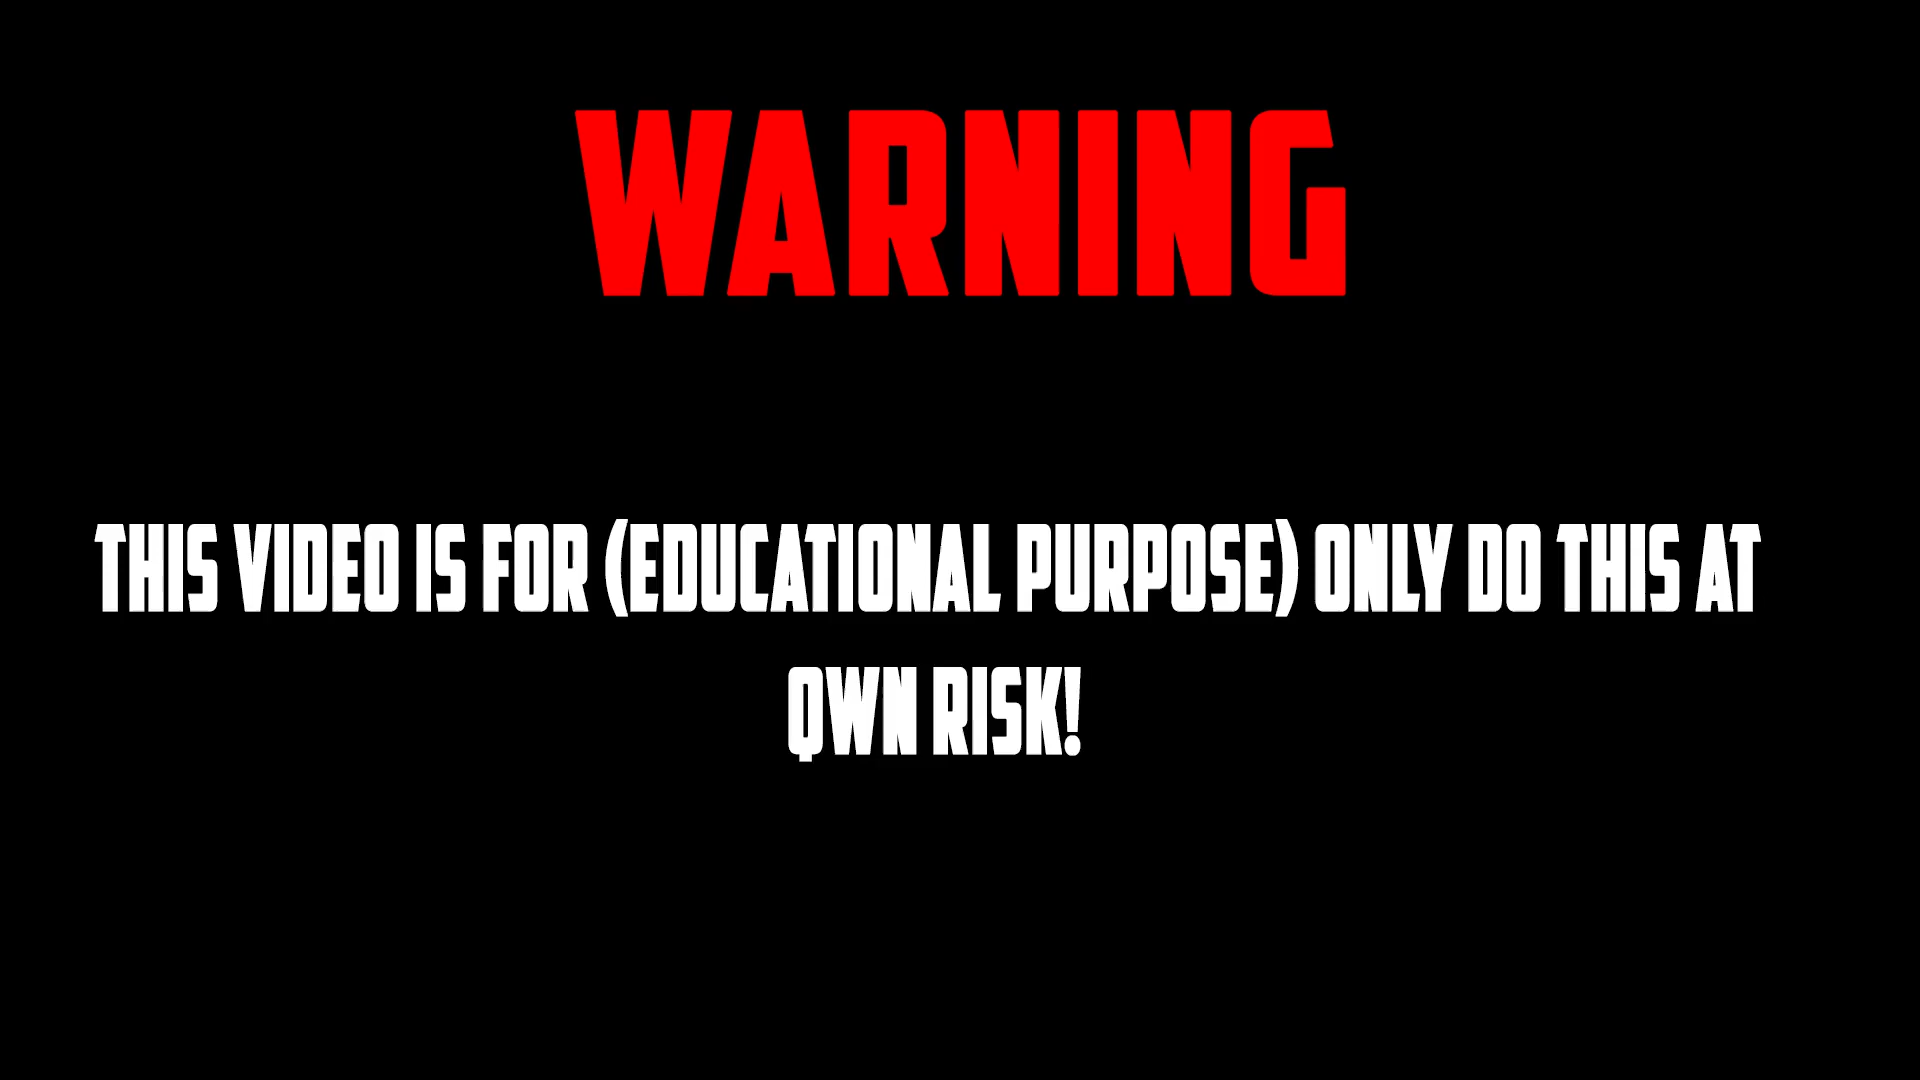 WARNING
THIS VIDEO IS FOR (EDUCATIONAL PURPOSE) ONLY DO THIS AT
QWN RISK!